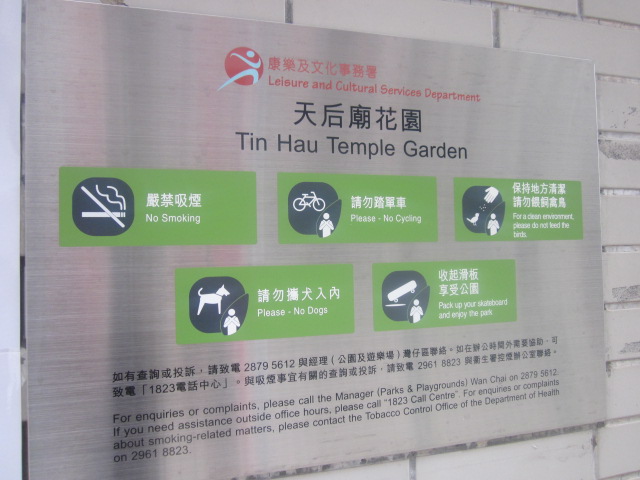 康樂及文化事務署
Leisure and Cultural Services Department
天后廟花園
Tin Hau Temple Garden
嚴禁吸煙
No Smoking
請勿踏單車
Please - No Cycling
保持地方清潔
請勿餵飼禽鳥
For a clean environment,
please do not feed the
birds.
請勿攜犬入內
Please - No Dogs
收起滑板
享受公園
Pack up your skateboard
and enjoy the park
如有查詢或投訴，請致電 2879 5612 與經理（公園及遊樂場）灣仔區聯絡。如在辦公時間外需要協助，可
致電「1823電話中心」。與吸煙事宜有關的查詢或投訴，請致電 2961 8823 與衞生署控煙辦公室聯絡。
For enquiries or complaints, please call the Manager (Parks & Playgrounds) Wan Chai on 2879 5612.
If you need assistance outside office hours, please call "1823 Call Centre". For enquiries or complaints
about smoking-related matters, please contact the Tobacco Control Office of the Department of Health
on 2961 8823.